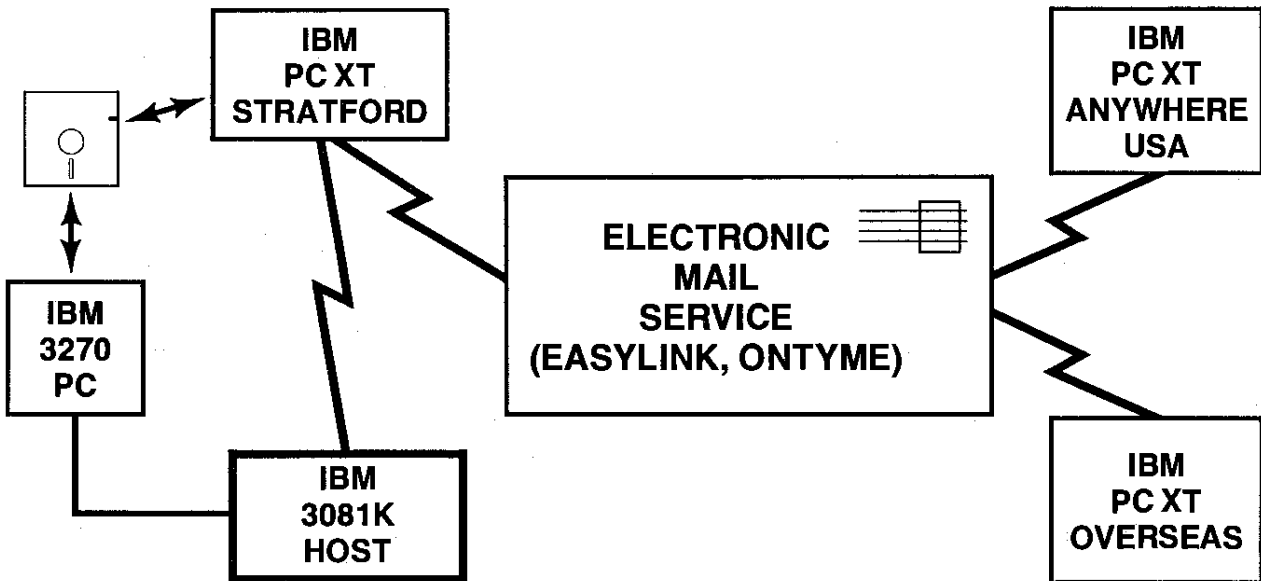 IBM
PC XT
STRATFORD
IBM
PC XT
ANYWHERE
USA
ELECTRONIC
MAIL
SERVICE
(EASYLINK, ONTYME)
IBM
3270
PC
IBM
3081K
HOST
IBM
PC XT
OVERSEAS